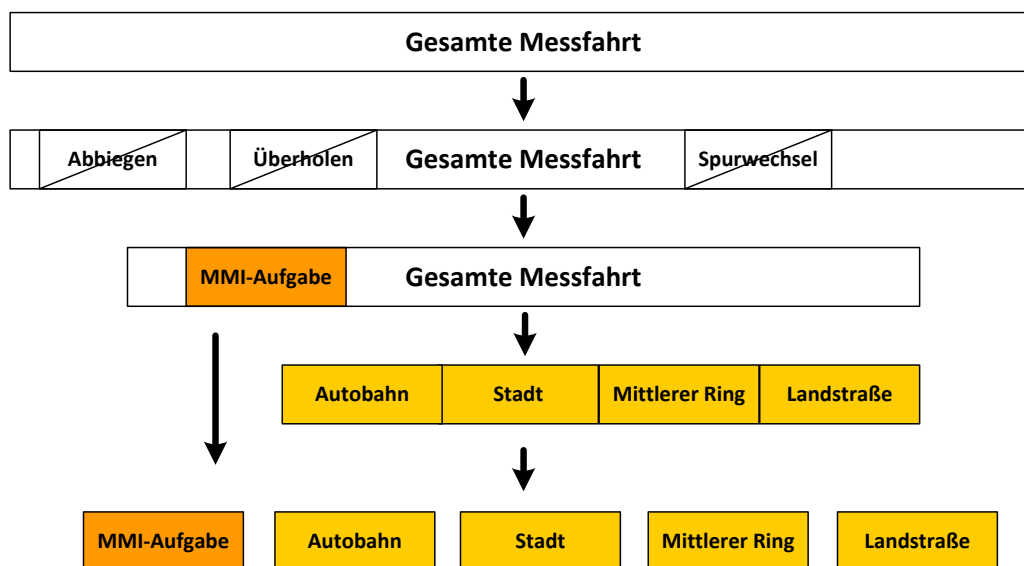 Gesamte Messfahrt
Abbiegen Überholen Gesamte Messfahrt Spurwechsel
MMI-Aufgabe Gesamte Messfahrt
Autobahn Stadt Mittlerer Ring Landstraße
MMI-Aufgabe Autobahn Stadt Mittlerer Ring Landstraße